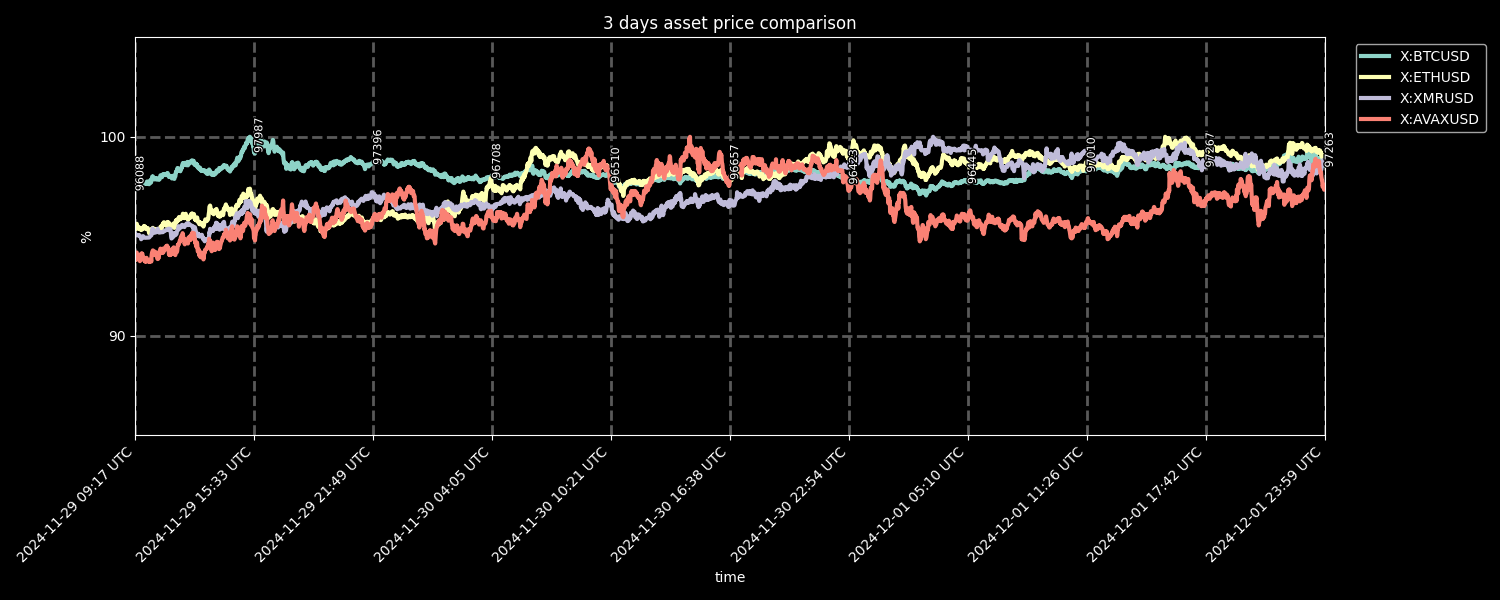 3 days asset price comparison
X:BTCUSD
X:ETHUSD
X:XMRUSD
X:AVAXUSD
100
90
%
96088
97987
97396
96708
96510
96657
96423
96445
97010
97267
97263
2024-11-29 09:17 UTC
2024-11-29 15:33 UTC
2024-11-29 21:49 UTC
2024-11-30 04:05 UTC
2024-11-30 10:21 UTC
2024-11-30 16:38 UTC
2024-11-30 22:54 UTC
2024-12-01 05:10 UTC
2024-12-01 11:26 UTC
2024-12-01 17:42 UTC
2024-12-01 23:59 UTC
time